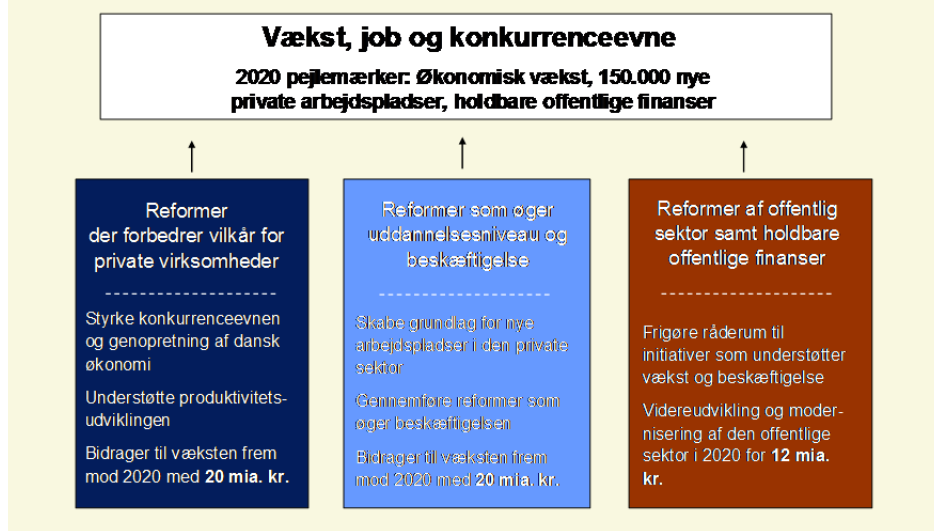 Vækst, job og konkurrenceevne
2020 pejlemærker: Økonomisk vækst, 150.000 nye
private arbejdspladser, holdbare offentlige finanser
Reformer
der forbedrer vilkår for
private virksomheder
Styrke konkurrenceevnen
og genopretning af dansk
økonomi
Understøtte produktivitets-
udviklingen
Bidrager til væksten frem
mod 2020 med 20 mia. kr.
Reformer som øger
uddannelsesniveau og
beskæftigelse
Skabe grundlag for nye
arbejdspladser i den private
sektor
Gennemføre reformer som
øger beskæftigelsen
Bidrager til væksten frem
mod 2020 med 20 mia. kr.
Reformer af offentlig
sektor samt holdbare
offentlige finanser
Frigøre råderum til
initiativer som understøtter
vækst og beskæftigelse
Videreudvikling og moder-
nisering af den offentlige
sektor i 2020 for 12 mia.
kr.